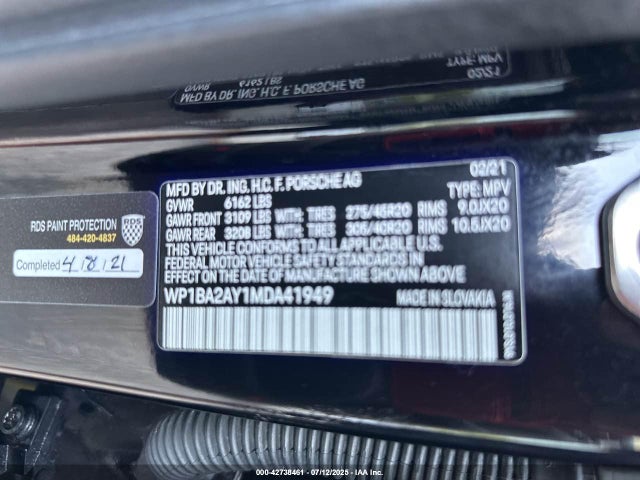 MFD BY DR. ING. H.C. F. PORSCHE AG 02/21
GVWR 6162 LBS TYPE: MPV
GAWR FRONT 3109 LBS WITH: TIRES 275/45R20 RIMS 9.0JX20
GAWR REAR 3208 LBS WITH: TIRES 305/40R20 RIMS 10.5JX20
THIS VEHICLE CONFORMS TO ALL APPLICABLE U.S.
FEDERAL MOTOR VEHICLE SAFETY STANDARDS IN
EFFECT ON THE DATE OF MANUFACTURE SHOWN ABOVE
WP1BA2AY1MDA41949 MADE IN SLOVAKIA
RDS PAINT PROTECTION
484-420-4837
RDS
Completed 4/8/21
000-42738461 - 07/12/2025 - IAA Inc.